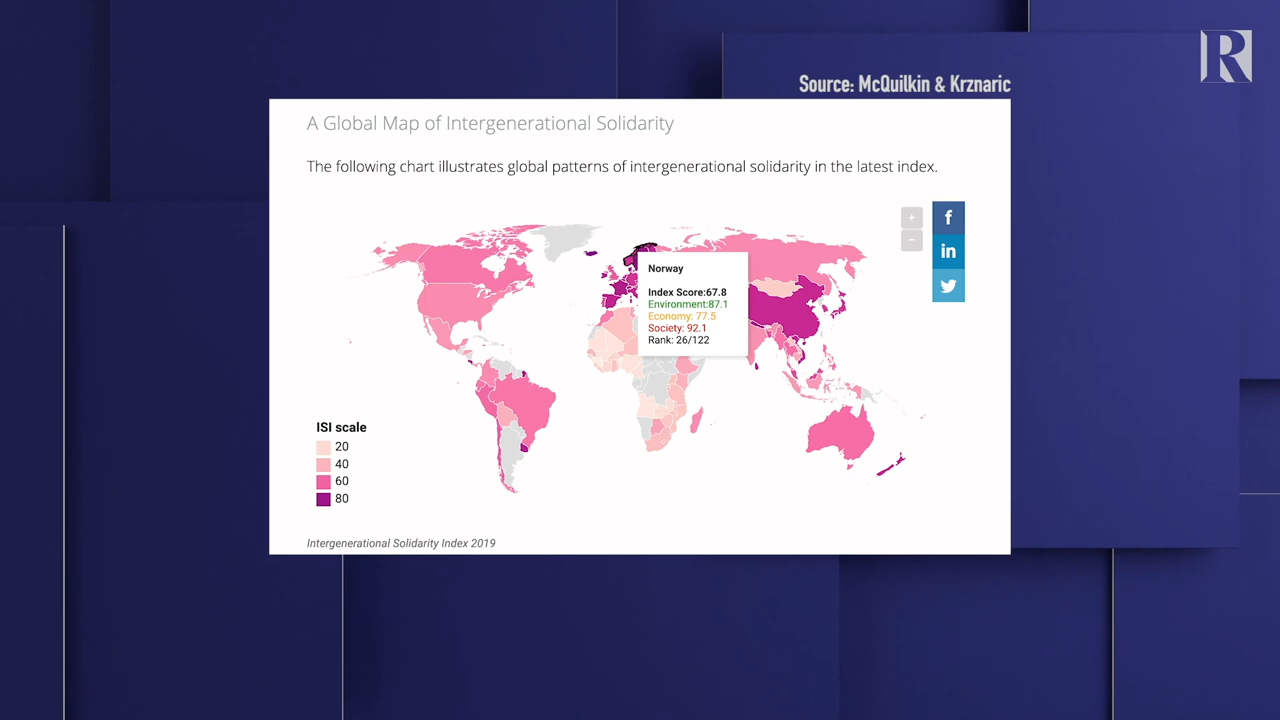 R
Source: McQuilkin & Krznaric
A Global Map of Intergenerational Solidarity
The following chart illustrates global patterns of intergenerational solidarity in the latest index.
+
−
f
in
Norway
Index Score:67.8
Environment:87.1
Economy: 77.5
Society: 92.1
Rank: 26/122
ISI scale
20
40
60
80
Intergenerational Solidarity Index 2019